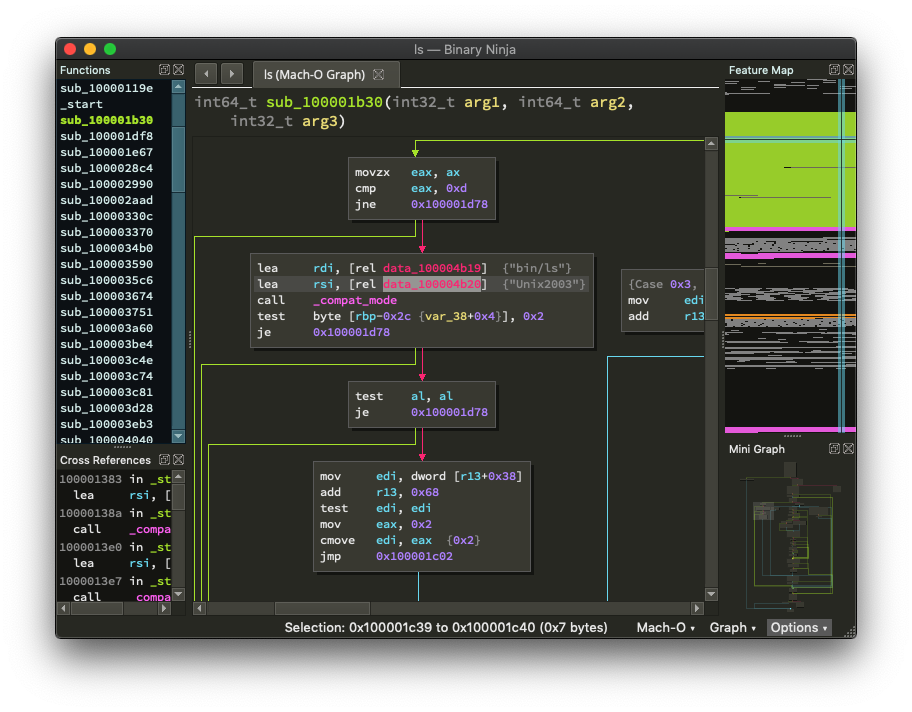 ls — Binary Ninja
Functions
sub_10000119e
_start
sub_100001b30
sub_100001df8
sub_100001e67
sub_1000028c4
sub_100002990
sub_100002aad
sub_10000330c
sub_100003370
sub_1000034b0
sub_100003590
sub_1000035c6
sub_100003674
sub_100003751
sub_100003a60
sub_100003be4
sub_100003c4e
sub_100003c74
sub_100003c81
sub_100003d28
sub_100003eb3
sub_100004040
Cross References
100001383 in _st
lea rsi, [
10000138a in _st
call _compa
1000013e0 in _st
lea rsi, [
1000013e7 in _st
call _compa
ls (Mach-O Graph)
int64_t sub_100001b30(int32_t arg1, int64_t arg2,
int32_t arg3)
movzx eax, ax
cmp eax, 0xd
jne 0x100001d78
lea rdi, [rel data_100004b19] {"bin/ls"}
lea rsi, [rel data_100004b20] {"Unix2003"}
call _compat_mode
test byte [rbp-0x2c {var_38+0x4}], 0x2
je 0x100001d78
{Case 0x3,
mov edi
add r13
test al, al
je 0x100001d78
mov edi, dword [r13+0x38]
add r13, 0x68
test edi, edi
mov eax, 0x2
cmove edi, eax {0x2}
jmp 0x100001c02
Feature Map
Mini Graph
Selection: 0x100001c39 to 0x100001c40 (0x7 bytes)
Mach-O
Graph
Options